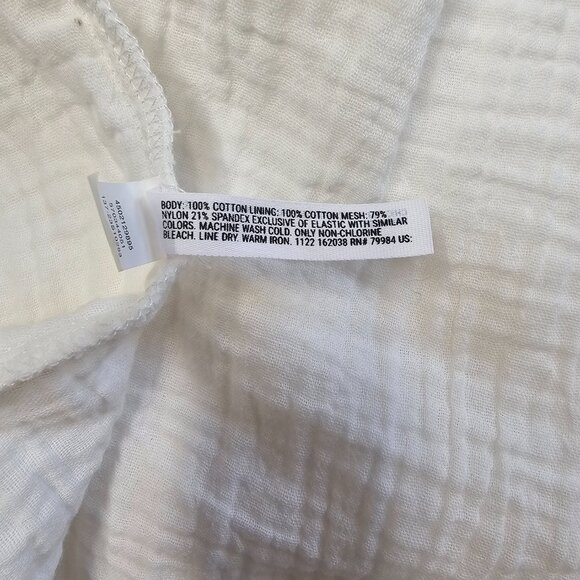 BODY: 100% COTTON LINING: 100% COTTON MESH: 79%
NYLON 21% SPANDEX EXCLUSIVE OF ELASTIC WITH SIMILAR
COLORS. MACHINE WASH COLD. ONLY NON-CHLORINE
BLEACH. LINE DRY. WARM IRON. 1122 162038 RN# 79984 US:
4502129895